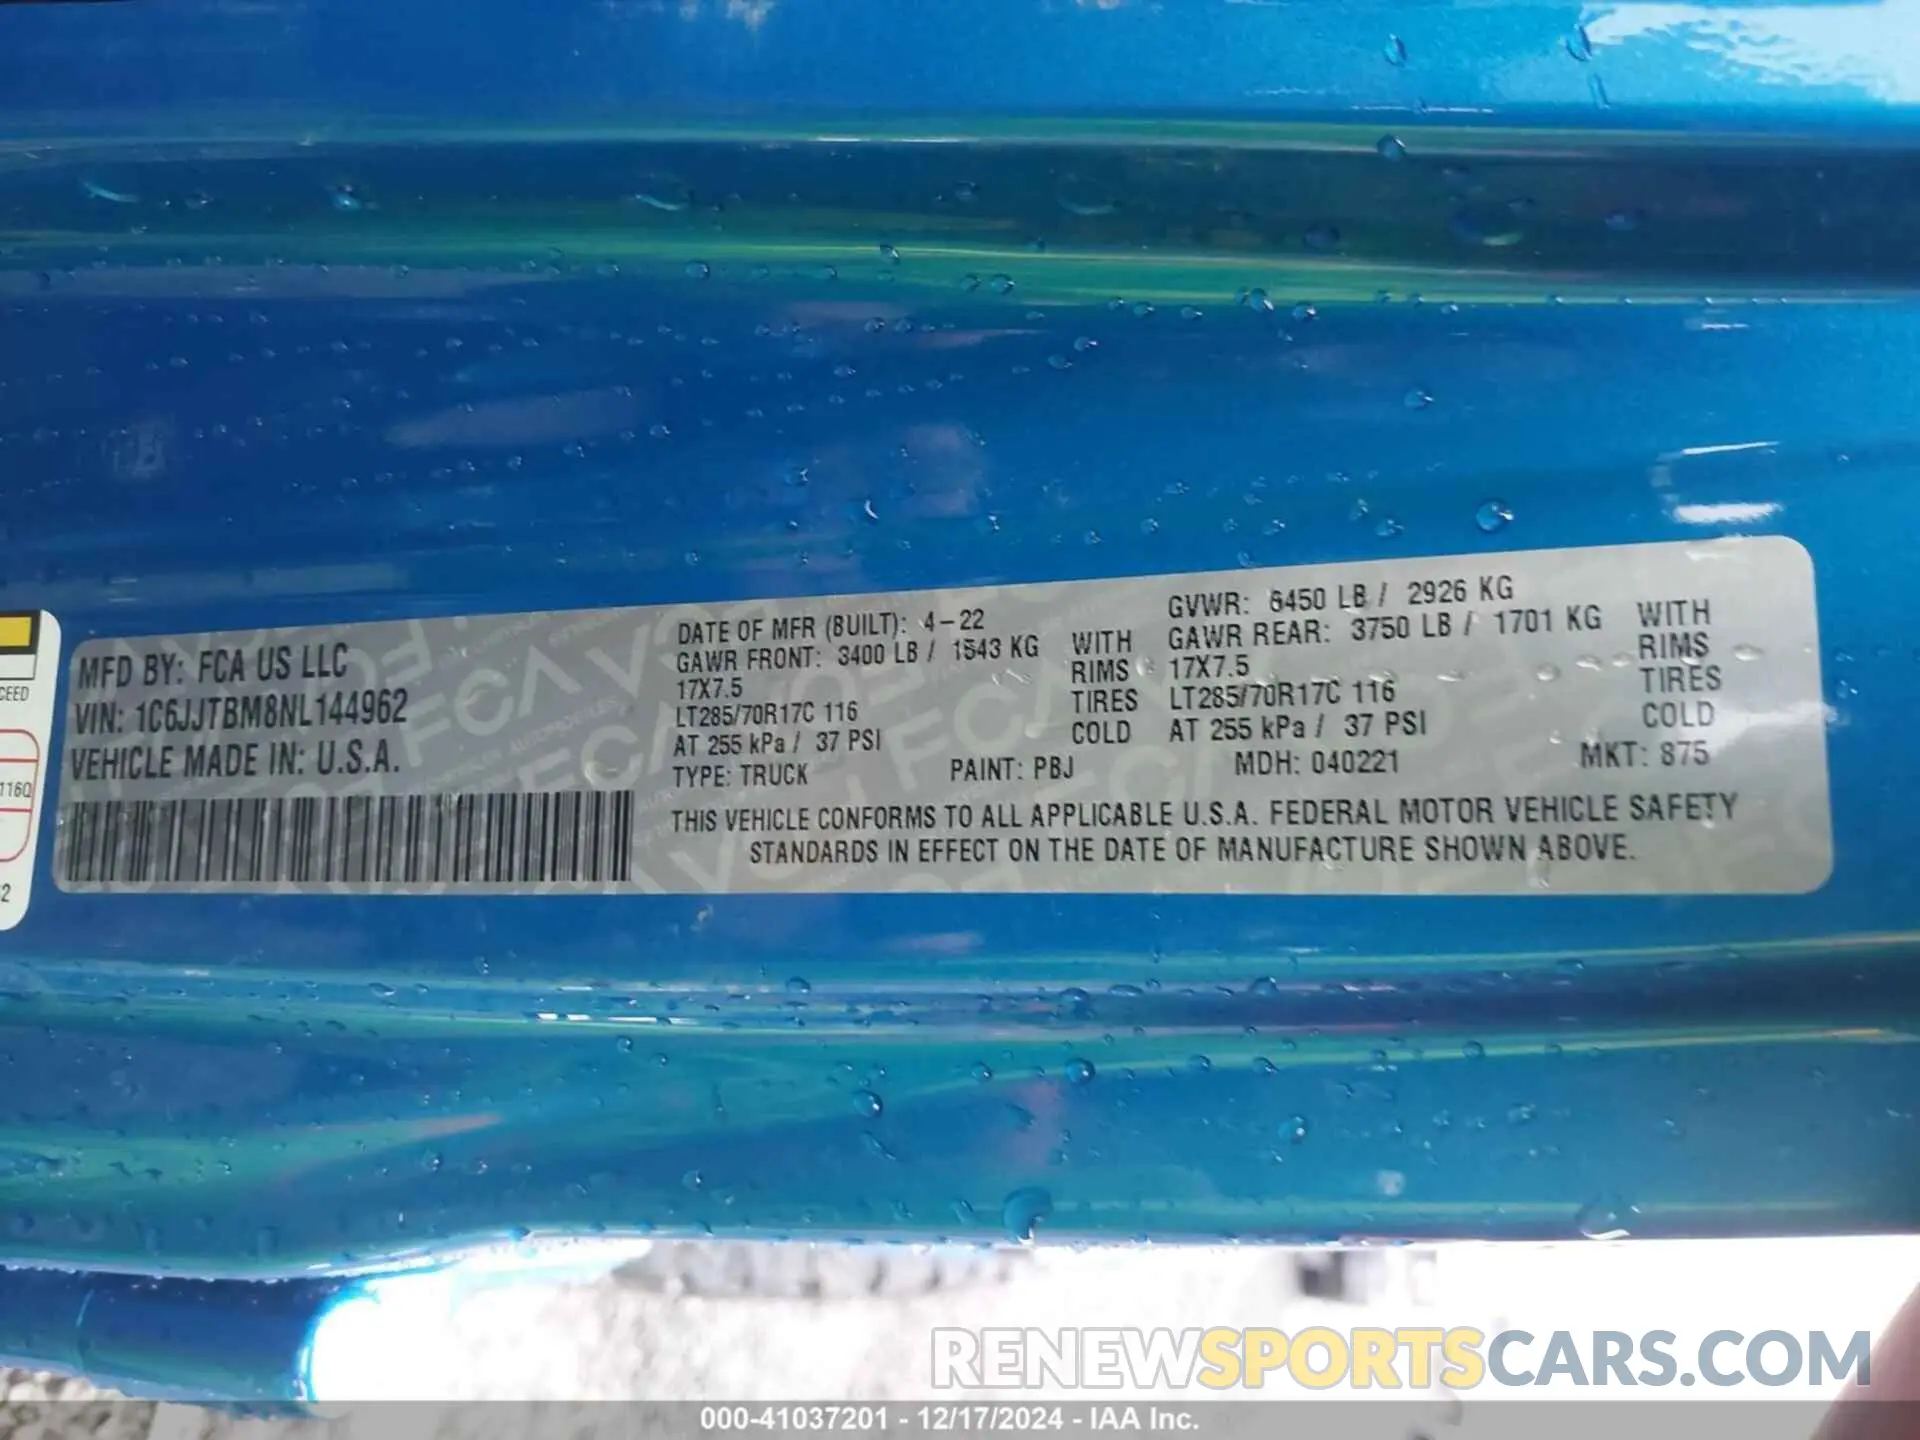 MFD BY: FCA US LLC
VIN: 1C6JJTBM8NL144962
VEHICLE MADE IN: U.S.A.
DATE OF MFR (BUILT): 4-22
GAWR FRONT: 3400 LB / 1543 KG WITH
17X7.5 RIMS
LT285/70R17C 116 TIRES
AT 255 kPa / 37 PSI COLD
GVWR: 6450 LB / 2926 KG
GAWR REAR: 3750 LB / 1701 KG WITH
17X7.5 RIMS
LT285/70R17C 116 TIRES
AT 255 kPa / 37 PSI COLD
TYPE: TRUCK PAINT: PBJ MDH: 040221 MKT: 875
THIS VEHICLE CONFORMS TO ALL APPLICABLE U.S.A. FEDERAL MOTOR VEHICLE SAFETY
STANDARDS IN EFFECT ON THE DATE OF MANUFACTURE SHOWN ABOVE.
CEED
116Q
RENEWSPORTSCARS.COM
000-41037201 - 12/17/2024 - IAA Inc.